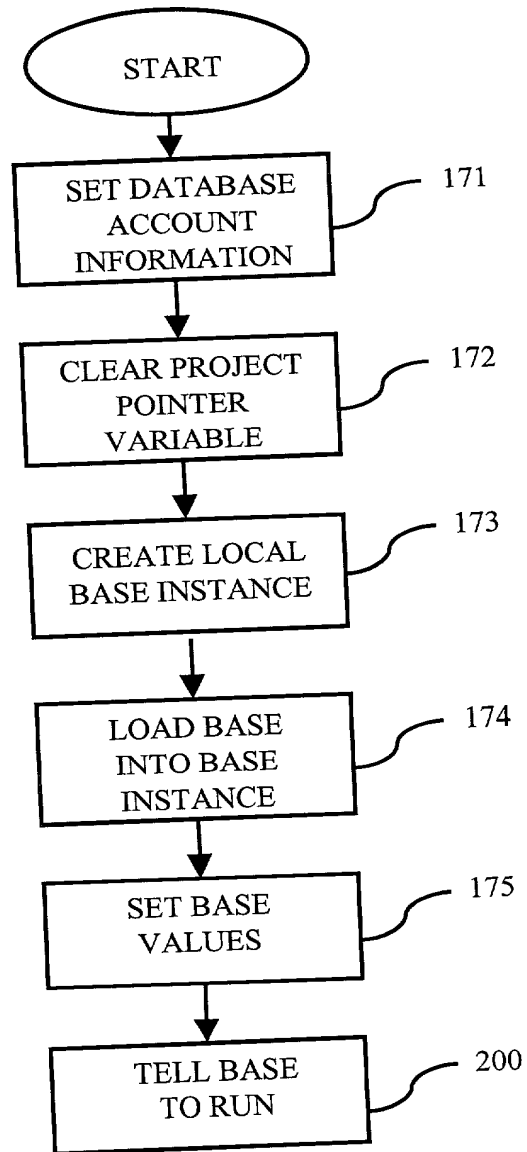 START
SET DATABASE
ACCOUNT
INFORMATION
171
CLEAR PROJECT
POINTER
VARIABLE
172
CREATE LOCAL
BASE INSTANCE
173
LOAD BASE
INTO BASE
INSTANCE
174
SET BASE
VALUES
175
TELL BASE
TO RUN
200